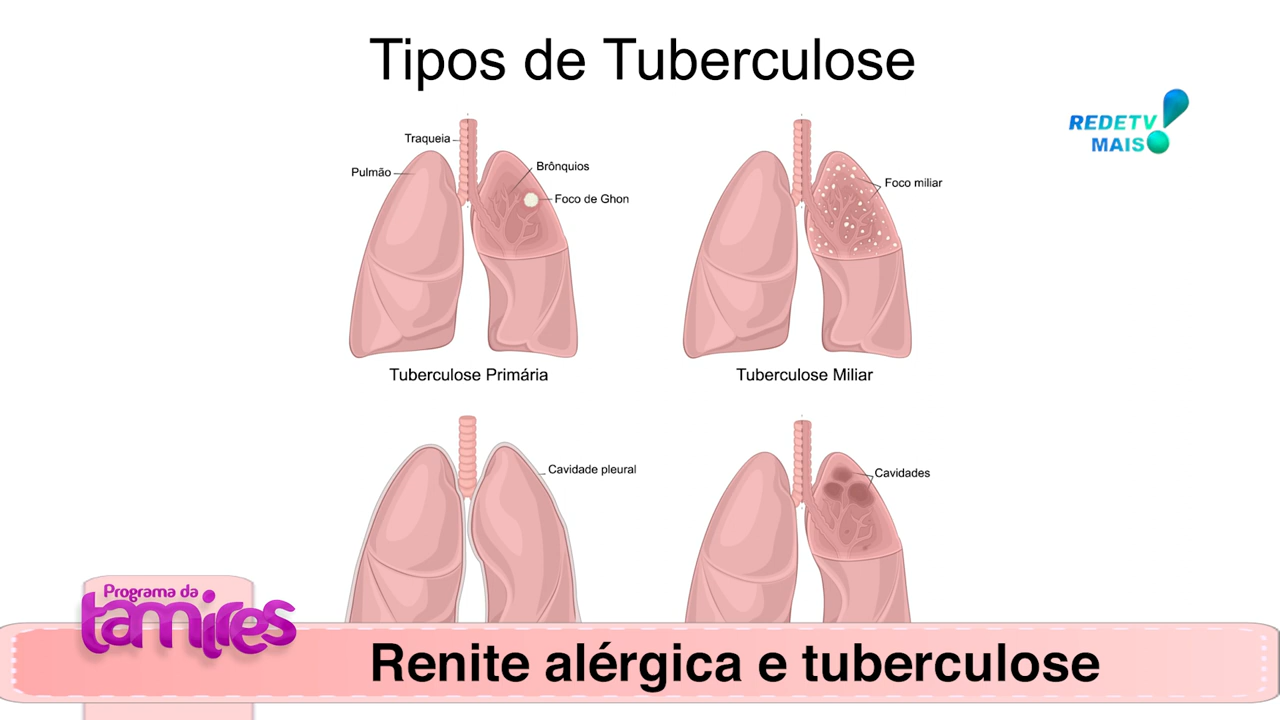 Tipos de Tuberculose
REDETV
MAIS
Traqueia
Brônquios
Pulmão
Foco de Ghon
Foco miliar
Tuberculose Primária
Tuberculose Miliar
Cavidade pleural
Cavidades
Programa da
tamires
Renite alérgica e tuberculose